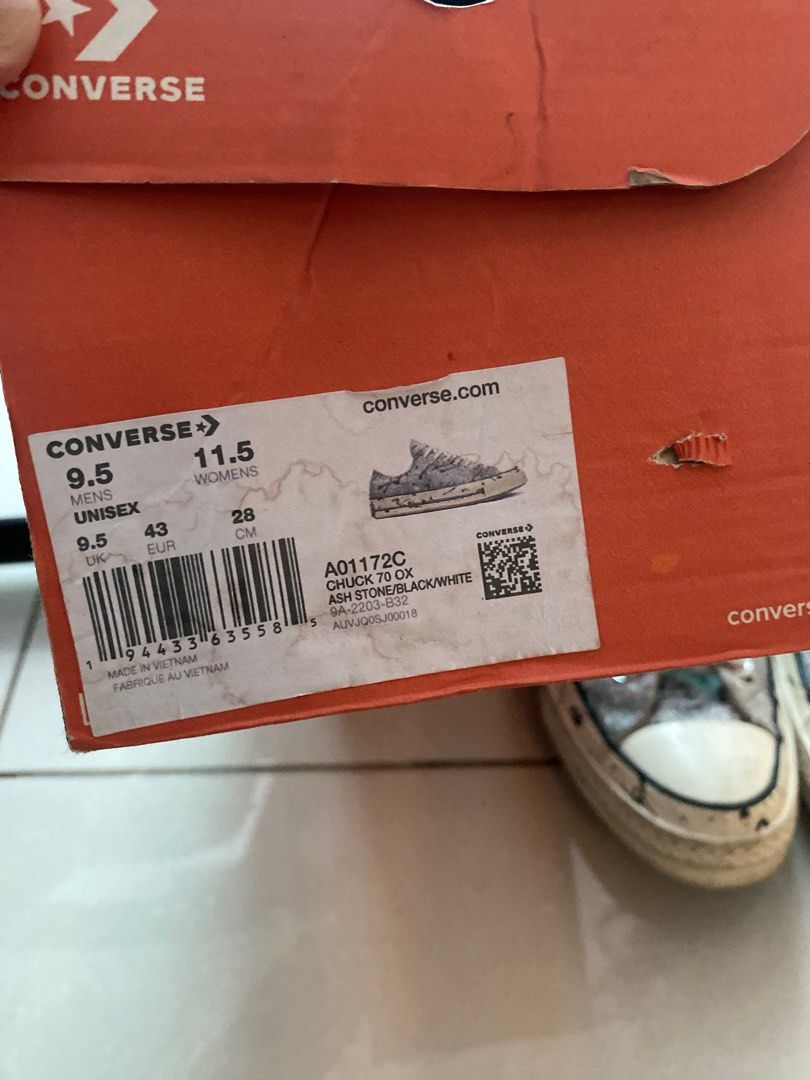 CONVERSE
converse.com
CONVERSE
9.5 11.5
MENS WOMENS
UNISEX
9.5 43 28
UK EUR CM
CONVERSE
A01172C
CHUCK 70 OX
ASH STONE/BLACK/WHITE
9A-2203-B32
AUVJQ0SJ00018
1 94433 63558 5
MADE IN VIETNAM
FABRIQUE AU VIETNAM